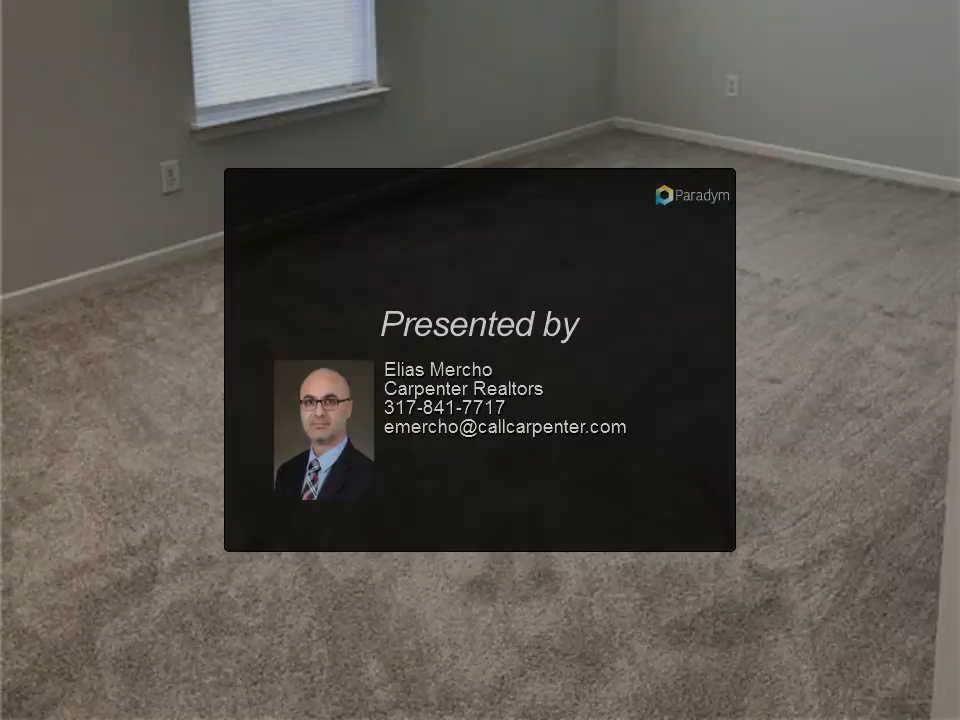 Paradym
Presented by
Elias Mercho
Carpenter Realtors
317-841-7717
emercho@callcarpenter.com